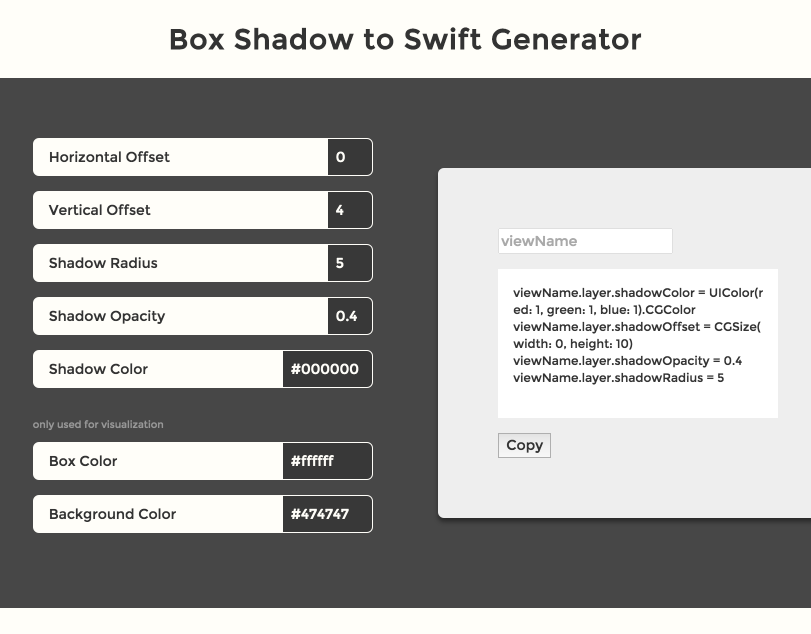 Box Shadow to Swift Generator
Horizontal Offset 0
Vertical Offset 4
Shadow Radius 5
Shadow Opacity 0.4
Shadow Color #000000
only used for visualization
Box Color #ffffff
Background Color #474747
viewName
viewName.layer.shadowColor = UIColor(r
ed: 1, green: 1, blue: 1).CGColor
viewName.layer.shadowOffset = CGSize(
width: 0, height: 10)
viewName.layer.shadowOpacity = 0.4
viewName.layer.shadowRadius = 5
Copy